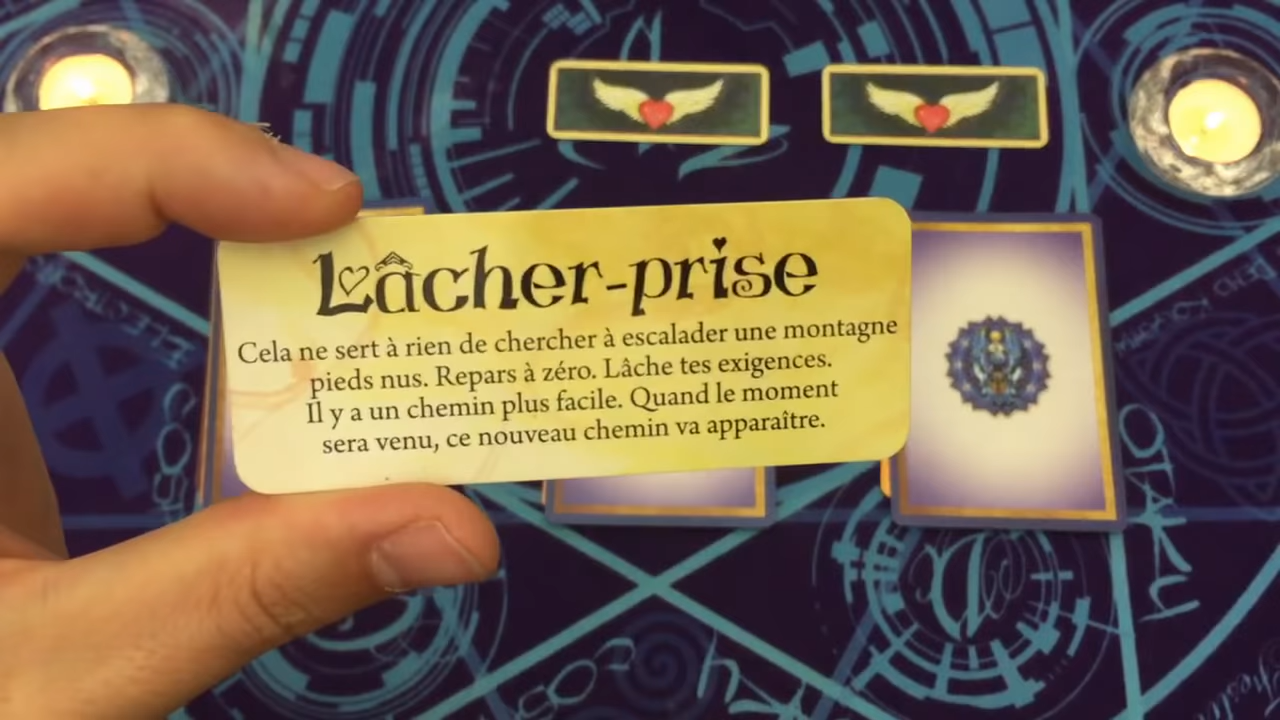 Lâcher-prise
Cela ne sert à rien de chercher à escalader une montagne
pieds nus. Repars à zéro. Lâche tes exigences.
Il y a un chemin plus facile. Quand le moment
sera venu, ce nouveau chemin va apparaître.